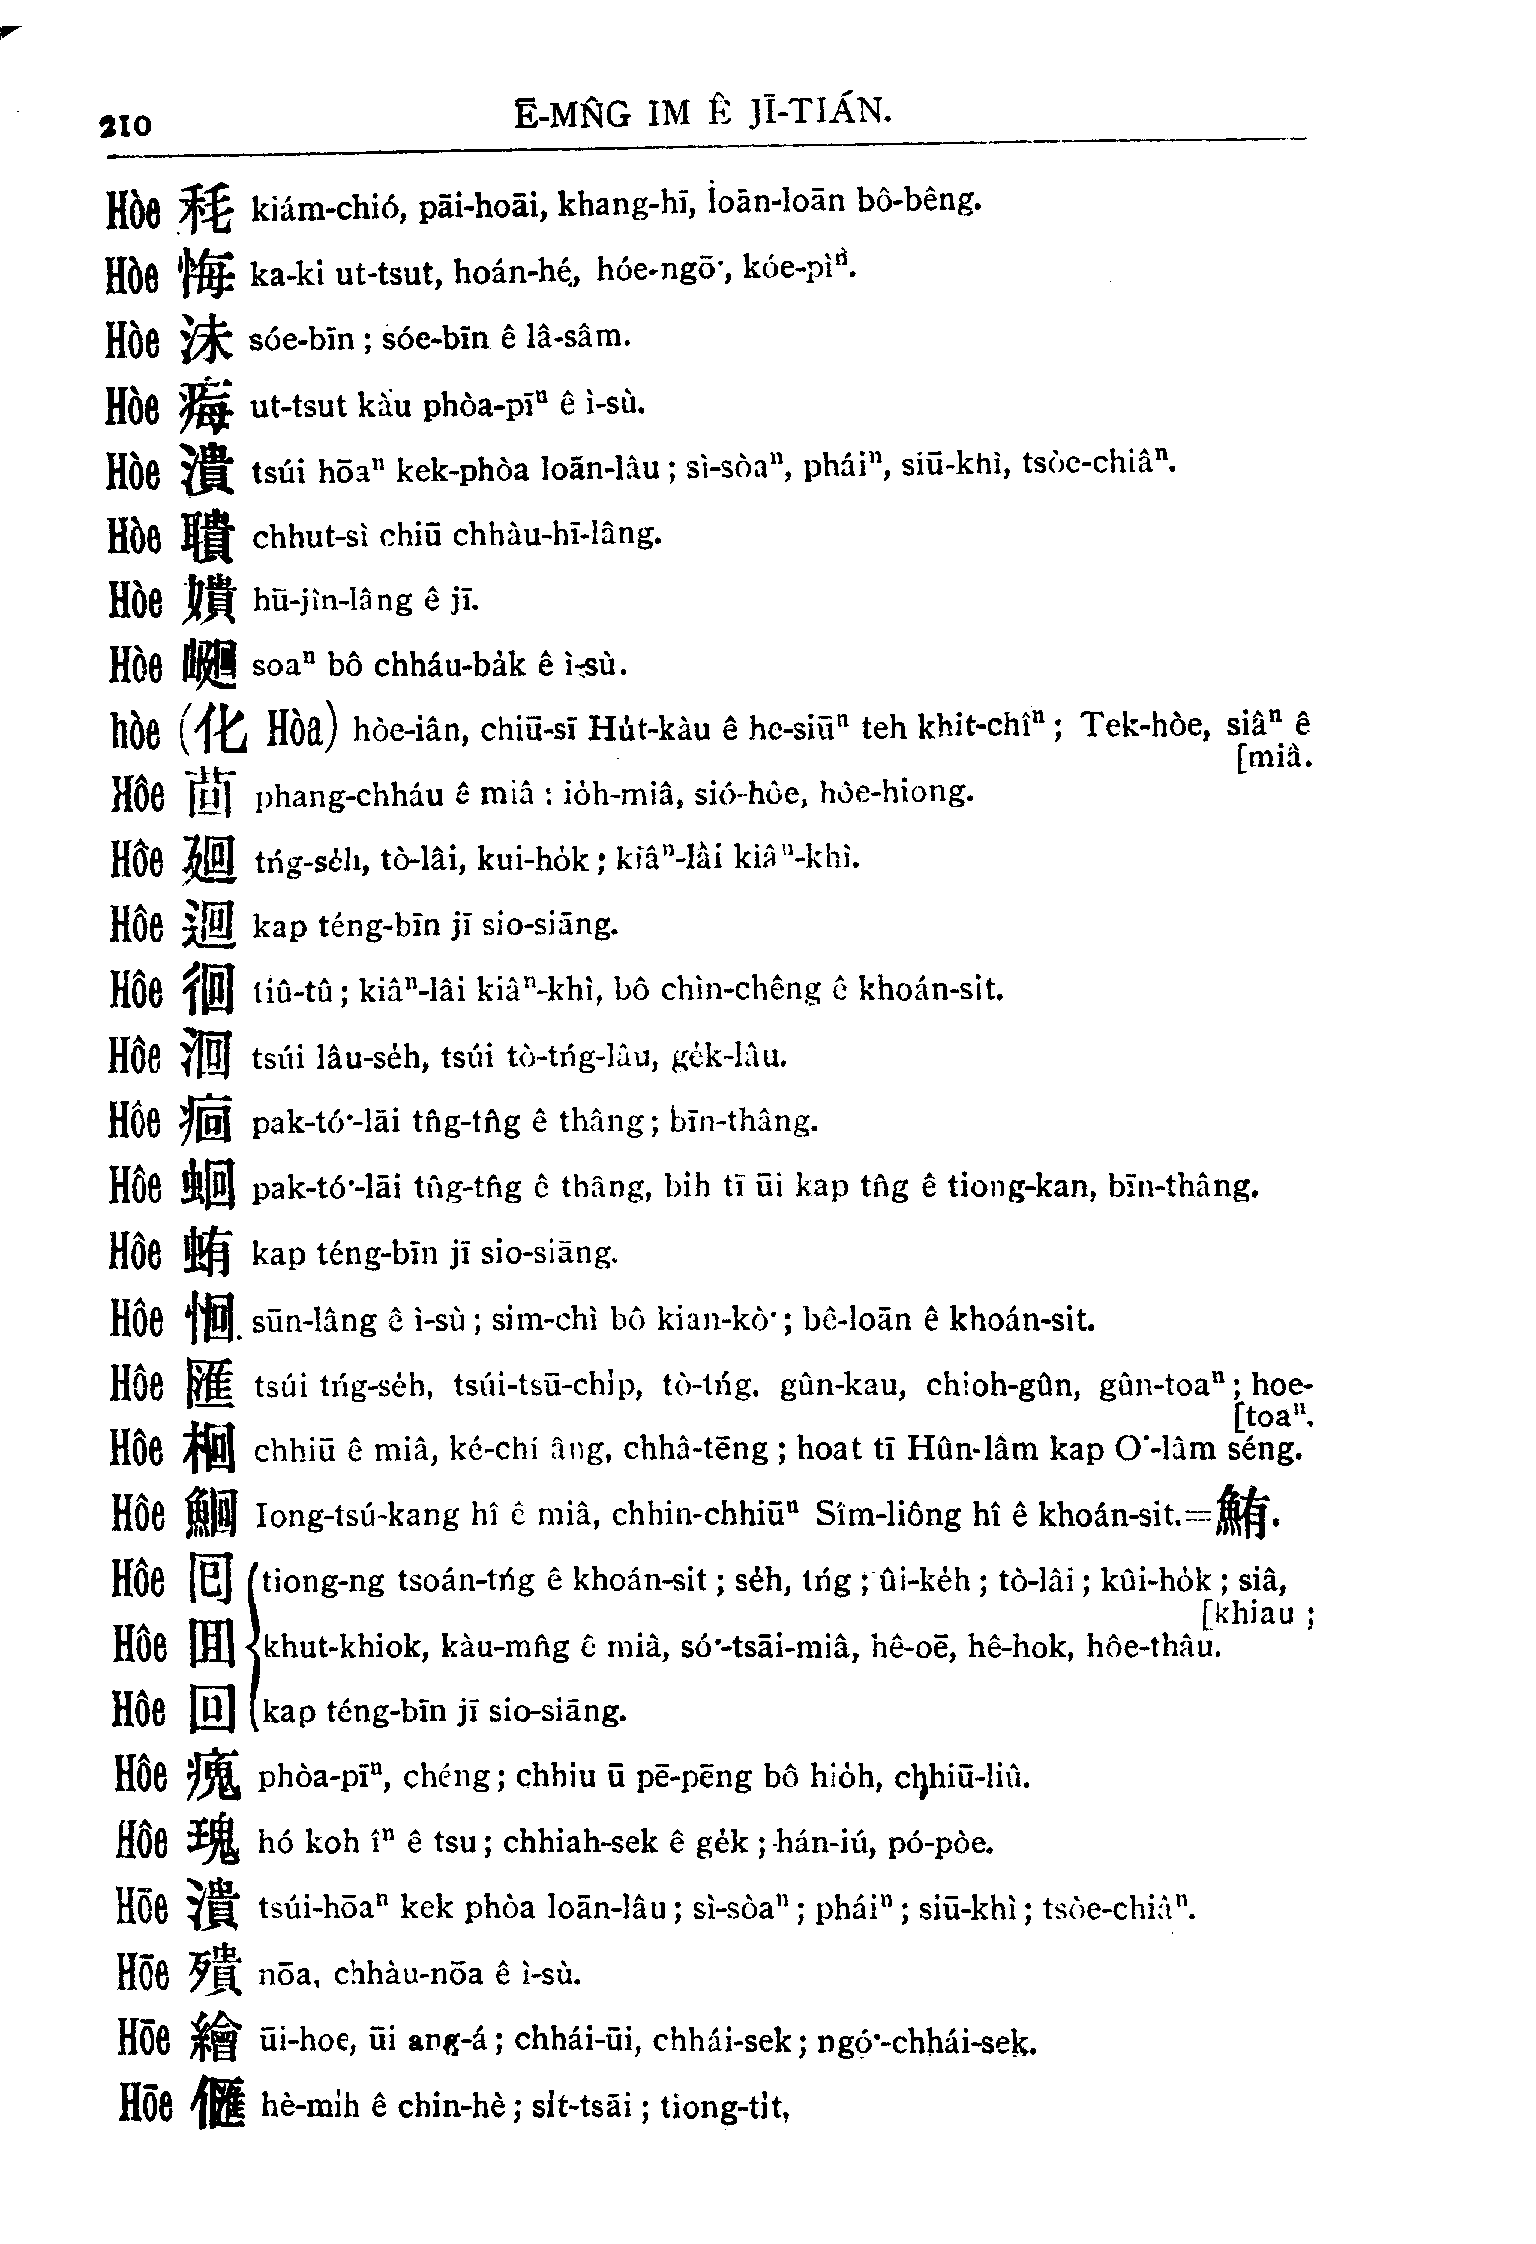 210 Ē-MN̂G IM Ê JĪ-TIÁN.
Hòe 秏 kiám-chió, pāi-hoāi, khang-hī, loān-loān bô-bêng.
Hòe 悔 ka-ki ut-tsut, hoán-hé, hóe-ngō͘, kóe-pìⁿ.
Hòe 沬 sóe-bīn ; sóe-bīn ê lâ-sâm.
Hòe 痗 ut-tsut kàu phòa-pīⁿ ê ì-sù.
Hòe 潰 tsúi hōaⁿ kek-phòa loān-lâu ; sì-sòaⁿ, pháiⁿ, siū-khì, tsòe-chiâⁿ.
Hòe 聵 chhut-sì chiū chhàu-hī-lâng.
Hòe 嬇 hū-jîn-lâng ê jī.
Hòe soaⁿ bô chháu-ba̍k ê ì-sù.
hòe (化 Hòa) hòe-iân, chiū-sī Hu̍t-kàu ê he-siūⁿ teh khit-chîⁿ ; Tek-hòe, siâⁿ ê
[miâ.
Hôe 茴 phang-chháu ê miâ : io̍h-miâ, sió-hôe, hôe-hiong.
Hôe 廻 tńg-se̍h, tò-lâi, kui-ho̍k ; kiâⁿ-lâi kiâⁿ-khì.
Hôe 迴 kap téng-bīn jī sio-siāng.
Hôe 徊 tiû-tû ; kiâⁿ-lâi kiâⁿ-khì, bô chìn-chêng ê khoán-sit.
Hôe 洄 tsúi lâu-se̍h, tsúi tò-tńg-lâu, ge̍k-lâu.
Hôe 痐 pak-tó͘-lāi tn̂g-tn̂g ê thâng ; bīn-thâng.
Hôe 蛔 pak-tó͘-lāi tn̂g-tn̂g ê thâng, bih tī ūi kap tn̂g ê tiong-kan, bīn-thâng.
Hôe 蛕 kap téng-bīn jī sio-siāng.
Hôe 恛 sūn-lâng ê ì-sù ; sim-chì bô kian-kò͘ ; bê-loān ê khoán-sit.
Hôe 匯 tsúi tńg-se̍h, tsúi-tsū-chi̍p, tò-tńg. gûn-kau, chioh-gûn, gûn-toaⁿ ; hoe-
[toaⁿ.
Hôe 桐 chhiū ê miâ, ké-chí âng, chhâ-tēng ; hoat tī Hûn-lâm kap O͘-lâm séng.
Hôe 鮰 Iong-tsú-kang hî ê miâ, chhin-chhiūⁿ Sîm-liông hî ê khoán-sit.=鮪.
Hôe 囘 tiong-ng tsoán-tńg ê khoán-sit ; se̍h, tńg ; ûi-ke̍h ; tò-lâi ; kûi-ho̍k ; siâ,
[khiau ;
Hôe 囬 khut-khiok, kàu-mn̂g ê miâ, só͘-tsāi-miâ, hê-oē, hê-hok, hôe-thâu.
Hôe 回 kap téng-bīn jī sio-siāng.
Hôe 瘣 phòa-pīⁿ, chéng ; chhiu ū pē-pēng bô hio̍h, chhiū-liû.
Hôe 瑰 hó koh îⁿ ê tsu ; chhiah-sek ê ge̍k ; hán-iú, pó-pòe.
Hōe 潰 tsúi-hōaⁿ kek phòa loān-lâu ; sì-sòaⁿ ; pháiⁿ ; siū-khì ; tsòe-chiâⁿ.
Hōe 殨 nōa, chhàu-nōa ê ì-sù.
Hōe 繪 ūi-hoe, ūi ang-á ; chhái-ūi, chhái-sek ; ngó͘-chhái-sek.
Hōe 㒑 hè-mi̍h ê chin-hè ; si̍t-tsāi ; tiong-ti̍t,